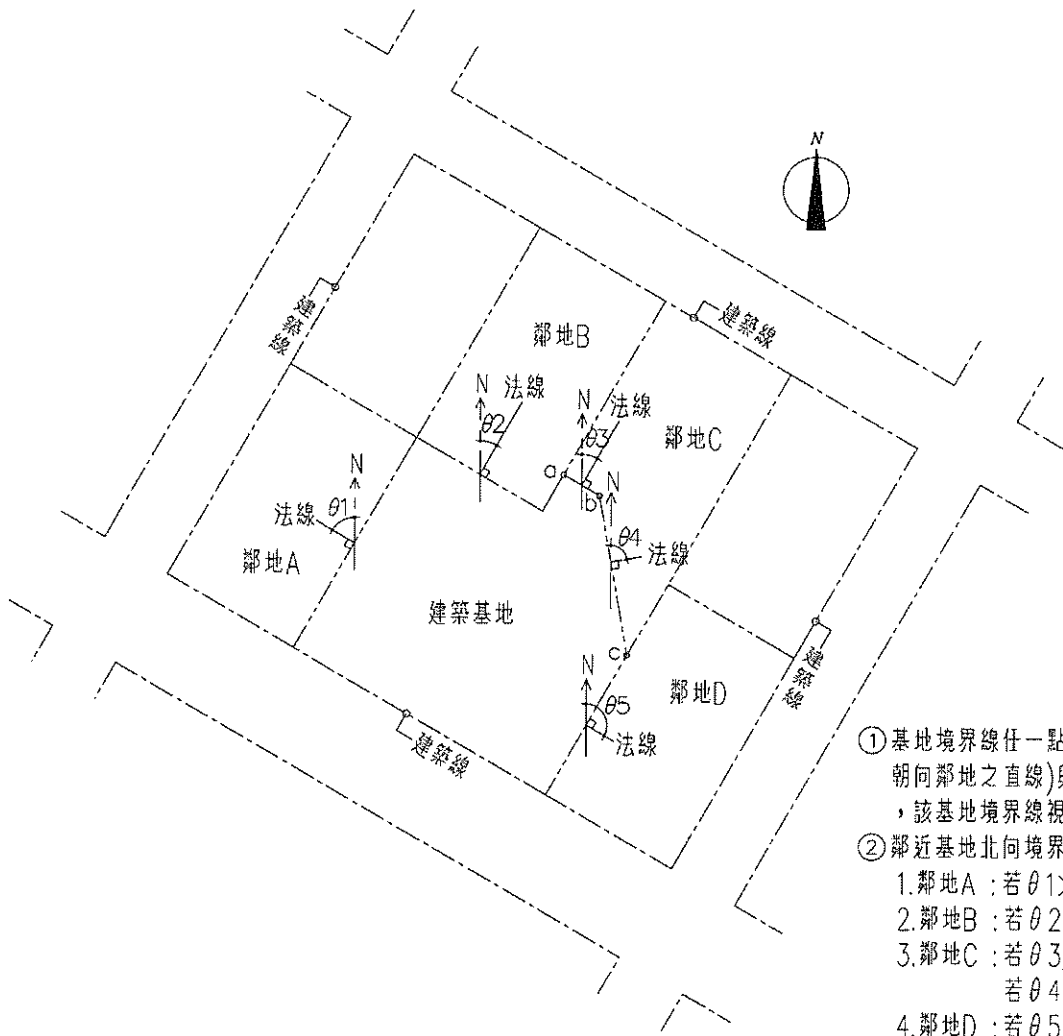 N
建築線
建築線
鄰地B
N
法線
θ2
N
法線
θ3
鄰地C
a
b
N
N
θ1
法線
θ4
法線
鄰地A
建築基地
c
建築線
N
鄰地D
θ5
法線
建築線
①基地境界線任一點
朝向鄰地之直線)與
,該基地境界線視
②鄰近基地北向境界
1.鄰地A:若θ1>
2.鄰地B:若θ2
3.鄰地C:若θ3
若θ4
4.鄰地D:若θ5